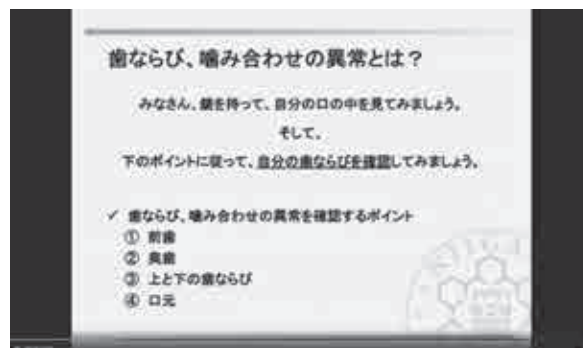 歯ならび、噛み合わせの異常とは？
みなさん、鏡を持って、自分の口の中を見てみましょう。
そして、
下のポイントに従って、自分の歯ならびを確認してみましょう。
✓ 歯ならび、噛み合わせの異常を確認するポイント
① 前歯
② 奥歯
③ 上と下の歯ならび
④ 口元